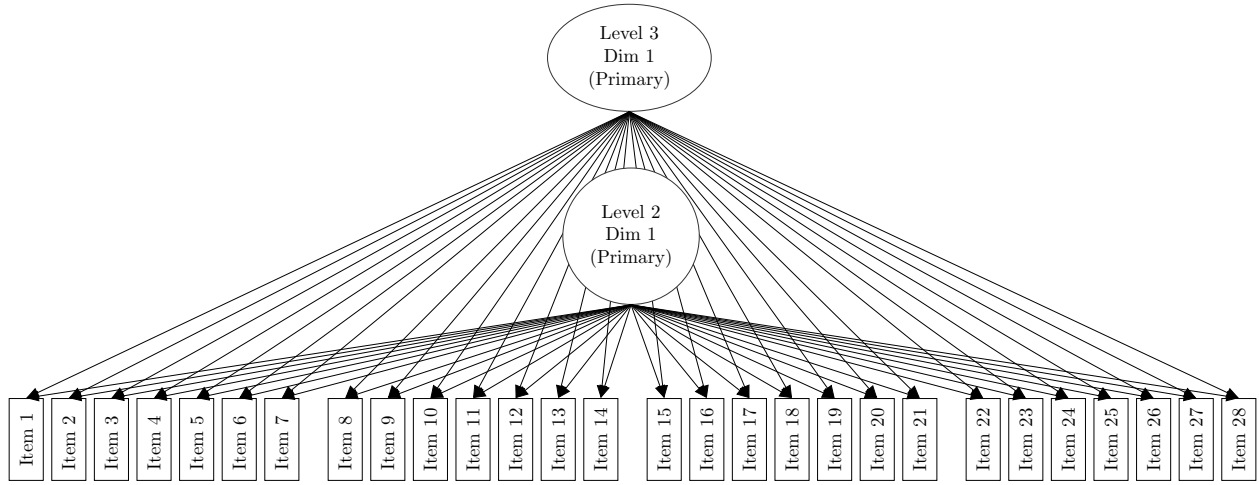 Level 3
Dim 1
(Primary)
Level 2
Dim 1
(Primary)
Item 1
Item 2
Item 3
Item 4
Item 5
Item 6
Item 7
Item 8
Item 9
Item 10
Item 11
Item 12
Item 13
Item 14
Item 15
Item 16
Item 17
Item 18
Item 19
Item 20
Item 21
Item 22
Item 23
Item 24
Item 25
Item 26
Item 27
Item 28